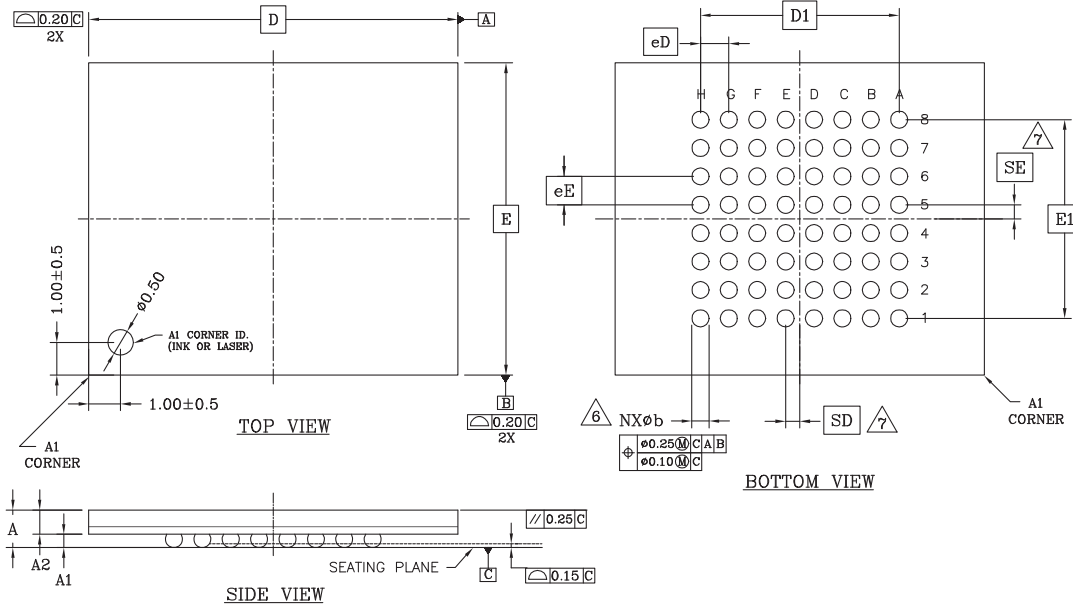 ⌓ 0.20 C
2X
D
A
E
1.00±0.5
ø0.50
A1 CORNER ID.
(INK OR LASER)
1.00±0.5
B
⌓ 0.20 C
2X
A1
CORNER
TOP VIEW
D1
eD
H G F E D C B A
8
7
6
5
4
3
2
1
eE
7
SE
E1
6
NXøb
⌖ ø0.25Ⓜ C A B
ø0.10Ⓜ C
SD
7
A1
CORNER
BOTTOM VIEW
A
A2
A1
// 0.25 C
SEATING PLANE
C
⌓ 0.15 C
SIDE VIEW